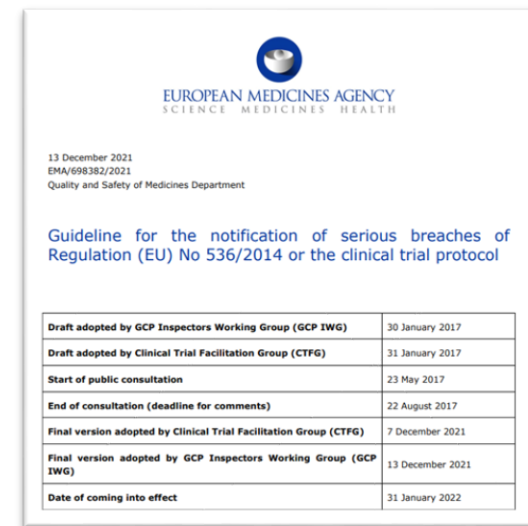 EUROPEAN MEDICINES AGENCY
SCIENCE MEDICINES HEALTH
13 December 2021
EMA/698382/2021
Quality and Safety of Medicines Department
Guideline for the notification of serious breaches of
Regulation (EU) No 536/2014 or the clinical trial protocol
Draft adopted by GCP Inspectors Working Group (GCP IWG) 30 January 2017
Draft adopted by Clinical Trial Facilitation Group (CTFG) 31 January 2017
Start of public consultation 23 May 2017
End of consultation (deadline for comments) 22 August 2017
Final version adopted by Clinical Trial Facilitation Group (CTFG) 7 December 2021
Final version adopted by GCP Inspectors Working Group (GCP
IWG) 13 December 2021
Date of coming into effect 31 January 2022